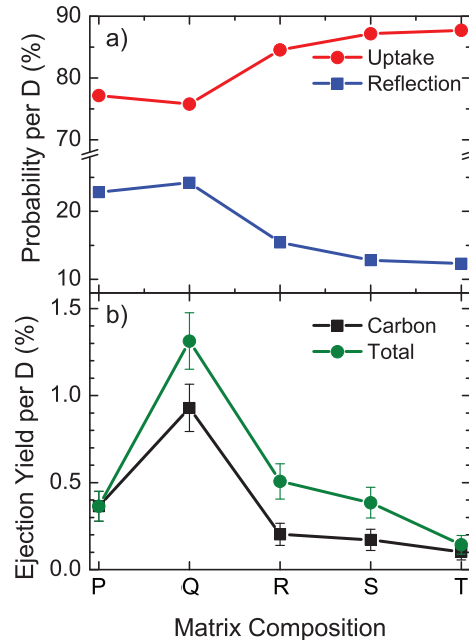 a)
Uptake
Reflection
Probability per D (%)
90
80
70
20
10
b)
Carbon
Total
Ejection Yield per D (%)
1.5
1.0
0.5
0.0
P Q R S T
Matrix Composition